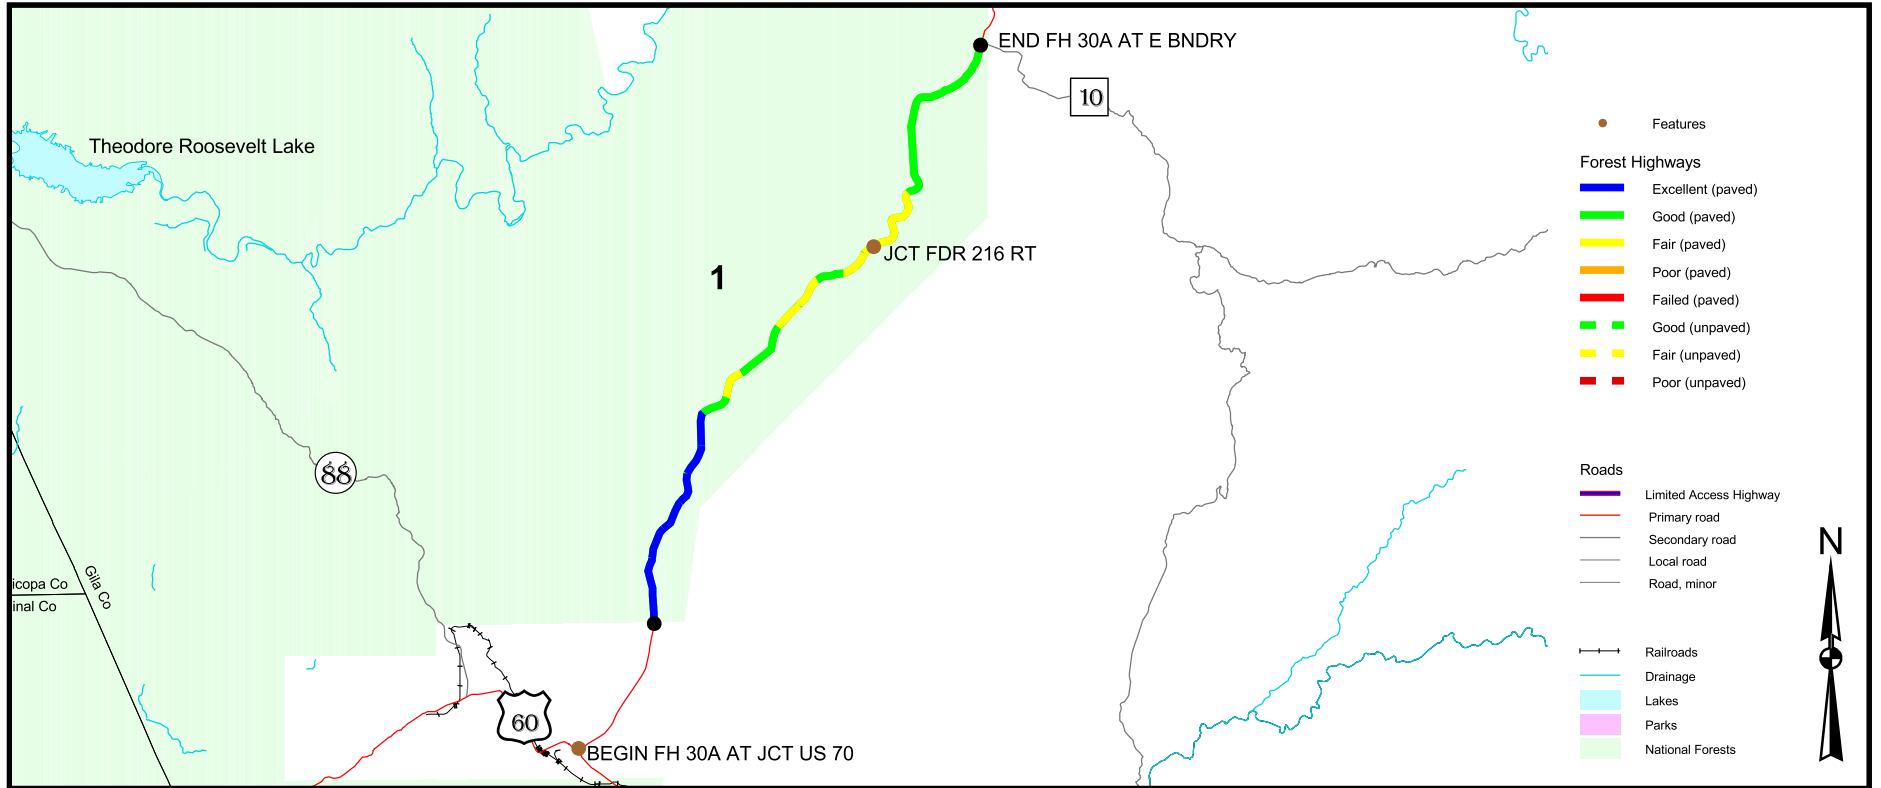 END FH 30A AT E BNDRY
10
Theodore Roosevelt Lake
JCT FDR 216 RT
1
88
Gila Co
icopa Co
inal Co
60
BEGIN FH 30A AT JCT US 70
Features
Forest Highways
Excellent (paved)
Good (paved)
Fair (paved)
Poor (paved)
Failed (paved)
Good (unpaved)
Fair (unpaved)
Poor (unpaved)
Roads
Limited Access Highway
Primary road
Secondary road
Local road
Road, minor
N
Railroads
Drainage
Lakes
Parks
National Forests